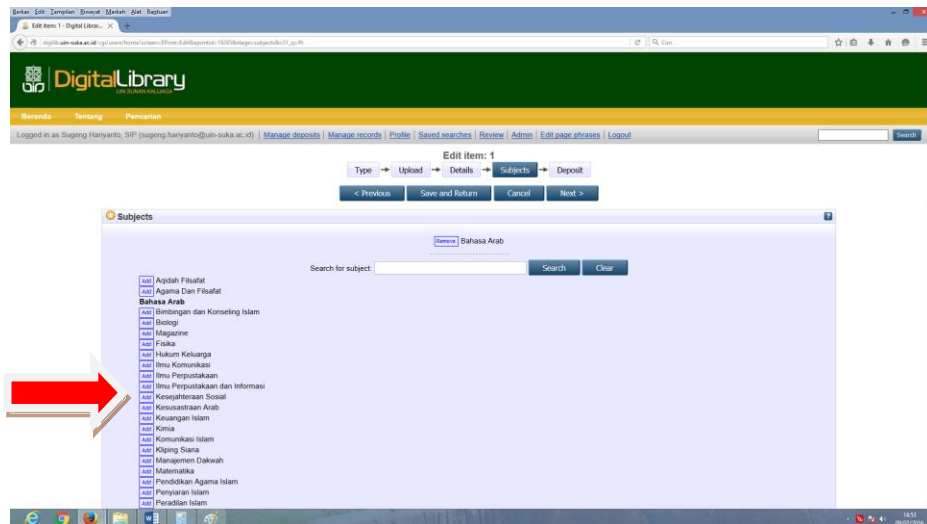 Berkas Edit Tampilan Riwayat Markah Alat Bantuan
Edit item: 1 - Digital Librar...
Cari
DigitalLibrary
UIN SUNAN KALIJAGA
Beranda Tentang Pencarian
Logged in as Sugeng Hariyanto, SIP (sugeng.hariyanto@uin-suka.ac.id) | Manage deposits | Manage records | Profile | Saved searches | Review | Admin | Edit page phrases | Logout
Search
Edit item: 1
Type → Upload → Details → Subjects → Deposit
< Previous Save and Return Cancel Next >
Subjects
Remove Bahasa Arab
Search for subject: Search Clear
Add Aqidah Filsafat
Add Agama Dan Filsafat
Bahasa Arab
Add Bimbingan dan Konseling Islam
Add Biologi
Add Magazine
Add Fisika
Add Hukum Keluarga
Add Ilmu Komunikasi
Add Ilmu Perpustakaan
Add Ilmu Perpustakaan dan Informasi
Add Kesejahteraan Sosial
Add Kesusastraan Arab
Add Keuangan Islam
Add Kimia
Add Komunikasi Islam
Add Kliping Siana
Add Manajemen Dakwah
Add Matematika
Add Pendidikan Agama Islam
Add Penyiaran Islam
Add Peradilan Islam
14:53